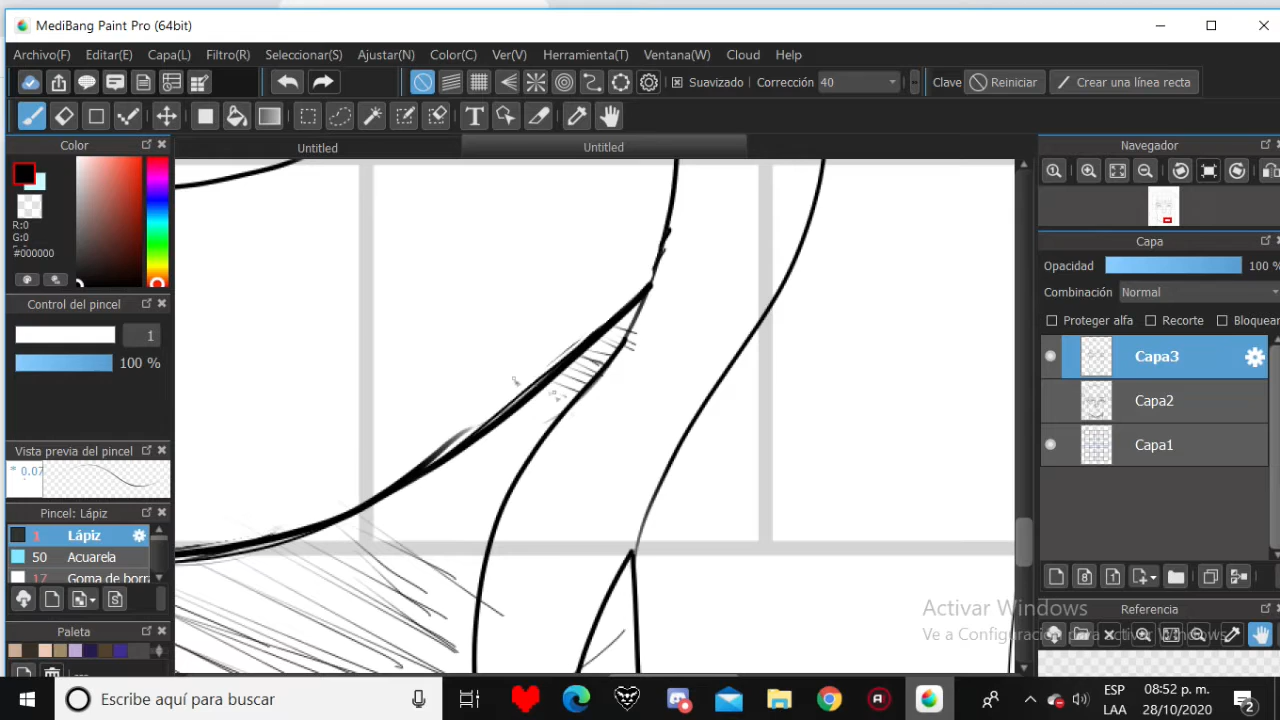 MediBang Paint Pro (64bit)
Archivo(F) Editar(E) Capa(L) Filtro(R) Seleccionar(S) Ajustar(N) Color(C) Ver(V) Herramienta(T) Ventana(W) Cloud Help
Suavizado Corrección 40 Clave Reiniciar Crear una línea recta
Color
Untitled Untitled
Navegador
R:0
G:0
#000000
Capa
Opacidad 100 %
Combinación Normal
Control del pincel
Proteger alfa Recorte Bloquear
1
100 %
Capa3
Capa2
Capa1
Vista previa del pincel
* 0.07
Pincel: Lápiz
1 Lápiz
50 Acuarela
17 Goma de borra
Paleta
Activar Windows
Referencia
Ve a Configuración para activar Windows.
Escribe aquí para buscar
ESP 08:52 p. m.
LAA 28/10/2020
2